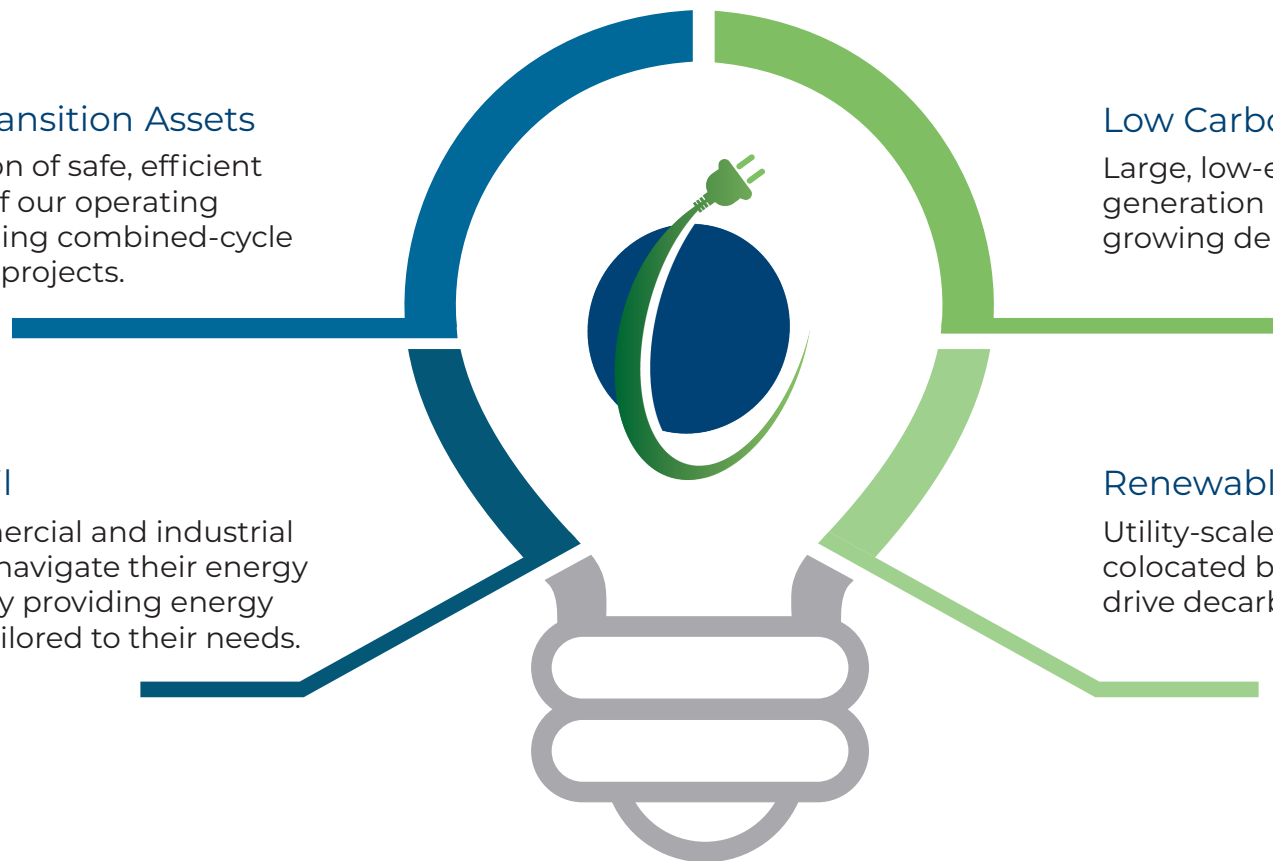 ansition Assets
on of safe, efficient
f our operating
ing combined-cycle
projects.
Low Carbo
Large, low-e
generation
growing de
l
ercial and industrial
navigate their energy
y providing energy
ilored to their needs.
Renewabl
Utility-scale
colocated b
drive decarb